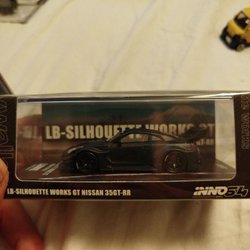 LB-SILHOUETTE WORKS GT
LB-SILHOUETTE WORKS GT NISSAN 35GT-RR
INNO64